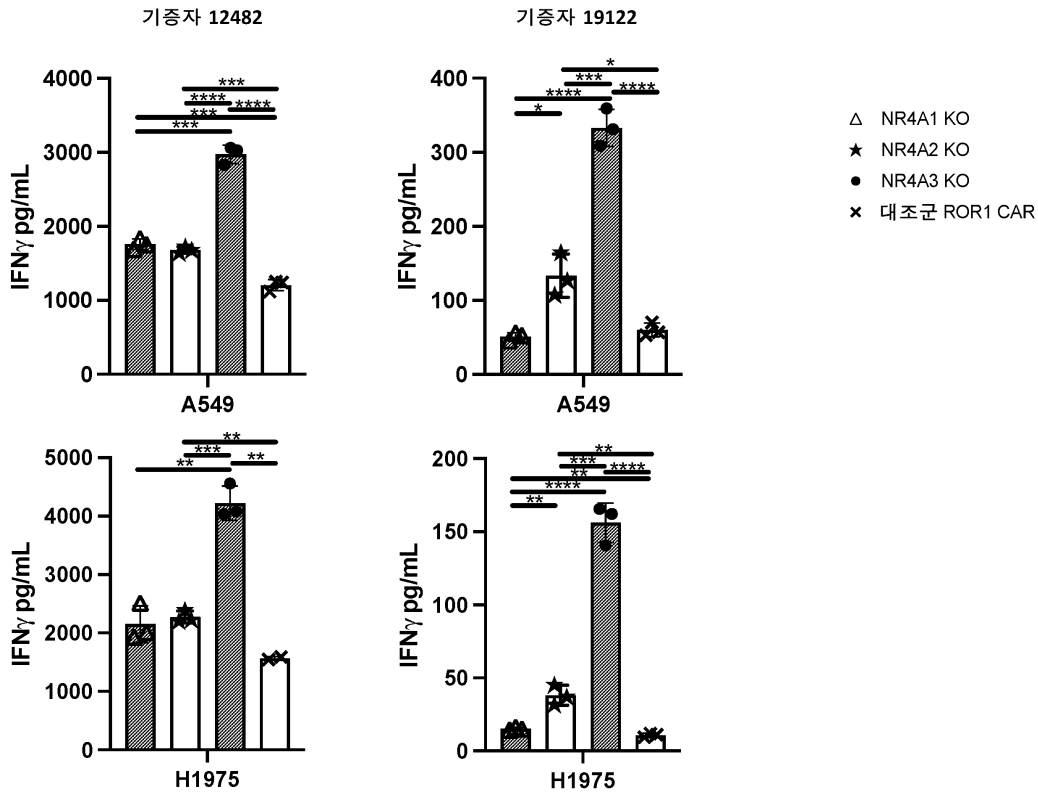 기증자 12482
기증자 19122
4000
3000
2000
1000
0
IFNγ pg/mL
***
****
****
***
***
A549
400
300
200
100
0
IFNγ pg/mL
*
***
****
****
*
A549
NR4A1 KO
NR4A2 KO
NR4A3 KO
대조군 ROR1 CAR
5000
4000
3000
2000
1000
0
IFNγ pg/mL
**
***
**
**
H1975
200
150
100
50
0
IFNγ pg/mL
**
***
****
**
****
**
H1975